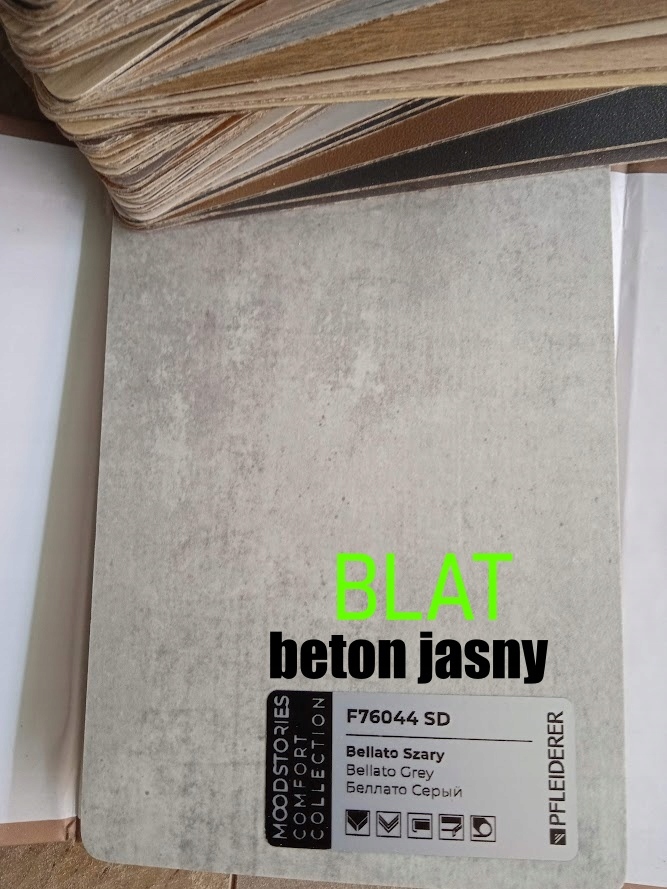 BLAT
beton jasny
MOODSTORIES
COMFORT
COLLECTION
F76044 SD
Bellato Szary
Bellato Grey
Беллато Серый
PFLEIDERER